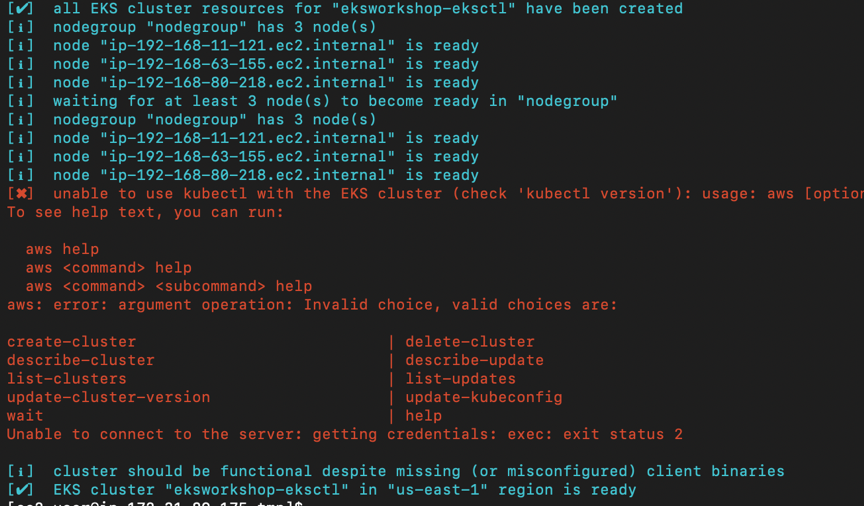 [✔]  all EKS cluster resources for "eksworkshop-eksctl" have been created
[ℹ]  nodegroup "nodegroup" has 3 node(s)
[ℹ]  node "ip-192-168-11-121.ec2.internal" is ready
[ℹ]  node "ip-192-168-63-155.ec2.internal" is ready
[ℹ]  node "ip-192-168-80-218.ec2.internal" is ready
[ℹ]  waiting for at least 3 node(s) to become ready in "nodegroup"
[ℹ]  nodegroup "nodegroup" has 3 node(s)
[ℹ]  node "ip-192-168-11-121.ec2.internal" is ready
[ℹ]  node "ip-192-168-63-155.ec2.internal" is ready
[ℹ]  node "ip-192-168-80-218.ec2.internal" is ready
[✖]  unable to use kubectl with the EKS cluster (check 'kubectl version'): usage: aws [option
To see help text, you can run:
  aws help
  aws <command> help
  aws <command> <subcommand> help
aws: error: argument operation: Invalid choice, valid choices are:
create-cluster                           | delete-cluster
describe-cluster                         | describe-update
list-clusters                            | list-updates
update-cluster-version                   | update-kubeconfig
wait                                     | help
Unable to connect to the server: getting credentials: exec: exit status 2
[ℹ]  cluster should be functional despite missing (or misconfigured) client binaries
[✔]  EKS cluster "eksworkshop-eksctl" in "us-east-1" region is ready